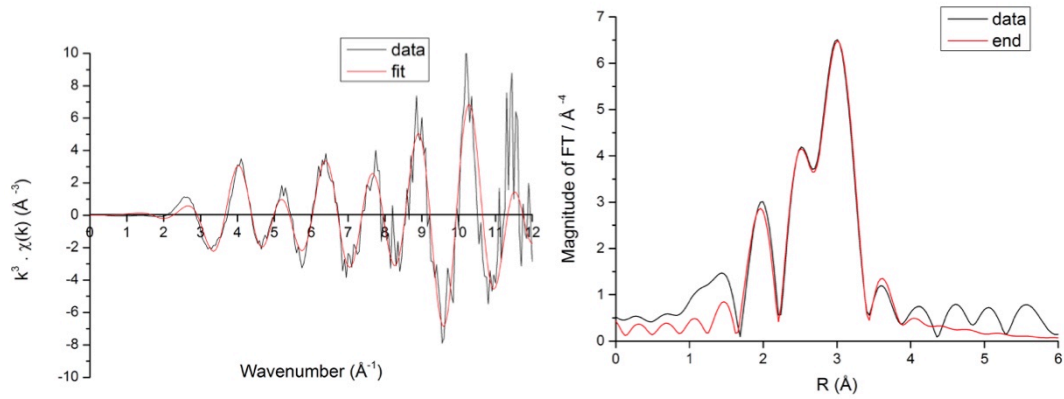 data
fit
10
8
6
4
2
0
-2
-4
-6
-8
-10
0 1 2 3 4 5 6 7 8 9 10 11 12
k³ . χ(k) (Å⁻³)
Wavenumber (Å⁻¹)
data
end
7
6
4
3
1
0
0 1 2 3 4 5 6
Magnitude of FT / Å⁻⁴
R (Å)